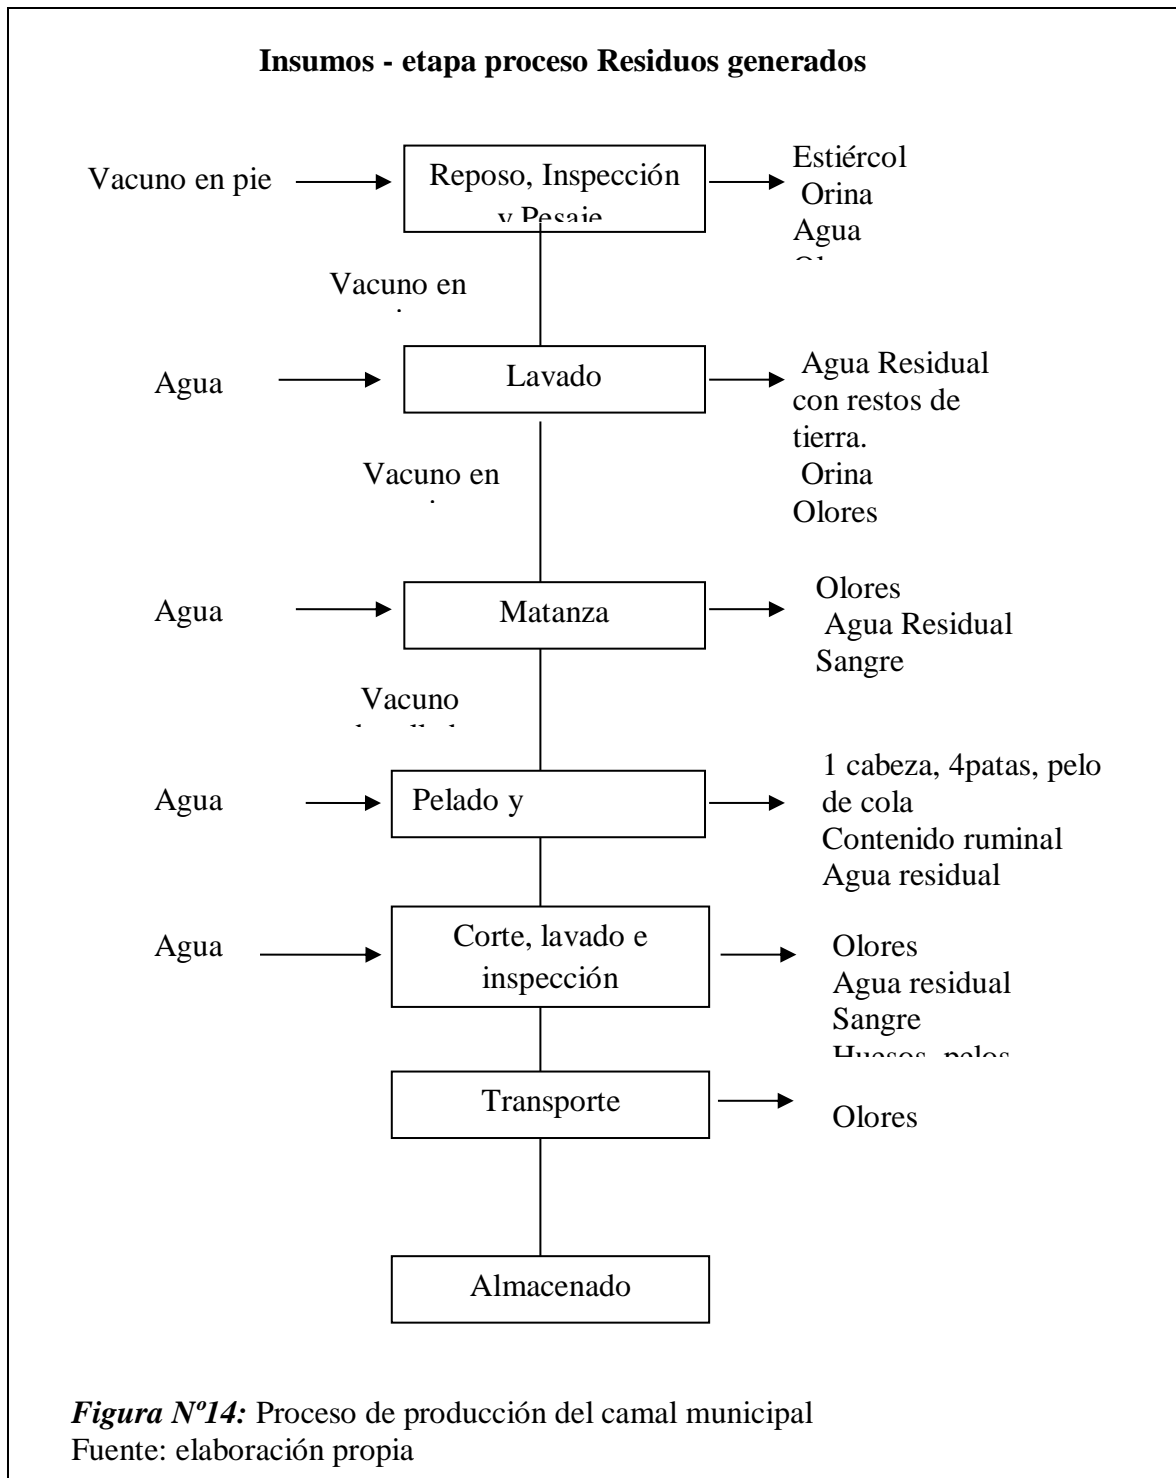 Insumos - etapa proceso Residuos generados
Vacuno en pie
Reposo, Inspección
y Pesaje
Estiércol
Orina
Agua
Vacuno en
Agua
Lavado
Agua Residual
con restos de
tierra.
Orina
Olores
Vacuno en
Agua
Matanza
Olores
Agua Residual
Sangre
Vacuno
Agua
Pelado y
1 cabeza, 4patas, pelo
de cola
Contenido ruminal
Agua residual
Agua
Corte, lavado e
inspección
Olores
Agua residual
Sangre
Huesos, pelos
Transporte
Olores
Almacenado
Figura Nº14: Proceso de producción del camal municipal
Fuente: elaboración propia